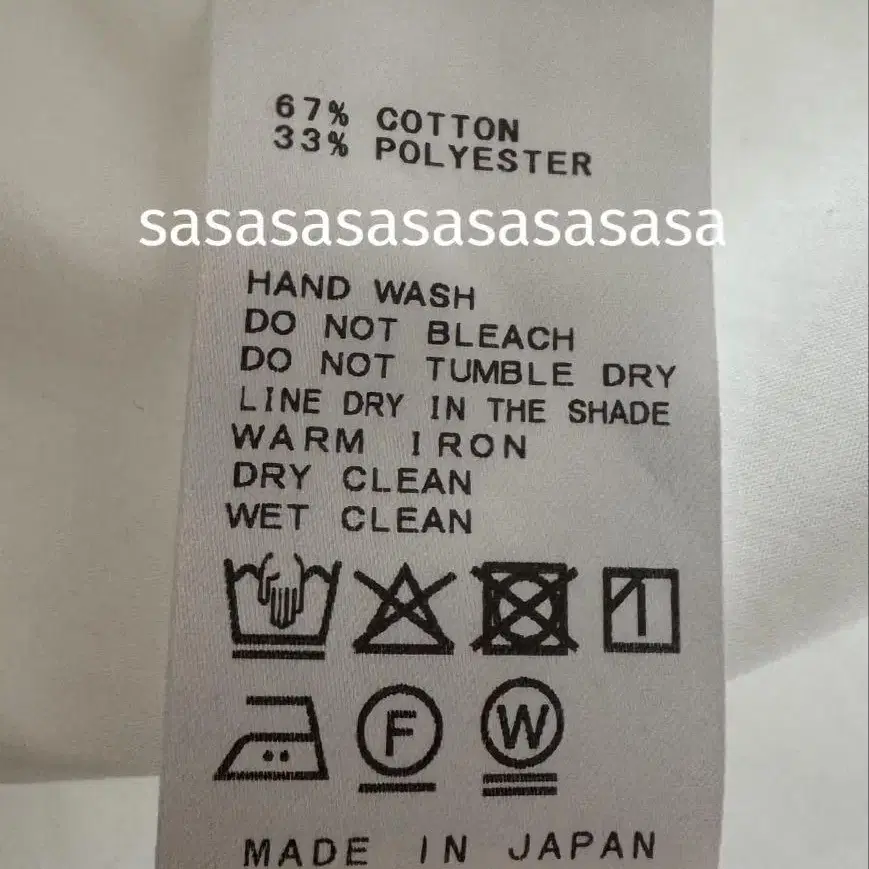 67% COTTON
33% POLYESTER
sasasasasasasasasasa
HAND WASH
DO NOT BLEACH
DO NOT TUMBLE DRY
LINE DRY IN THE SHADE
WARM IRON
DRY CLEAN
WET CLEAN
F W
MADE IN JAPAN